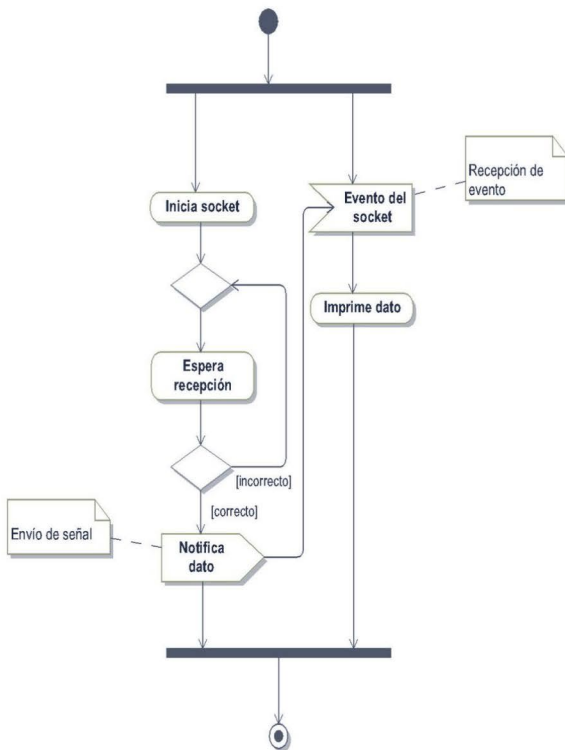 Inicia socket
Evento del
socket
Recepción de
evento
Imprime dato
Espera
recepción
[incorrecto]
[correcto]
Envío de señal
Notifica
dato